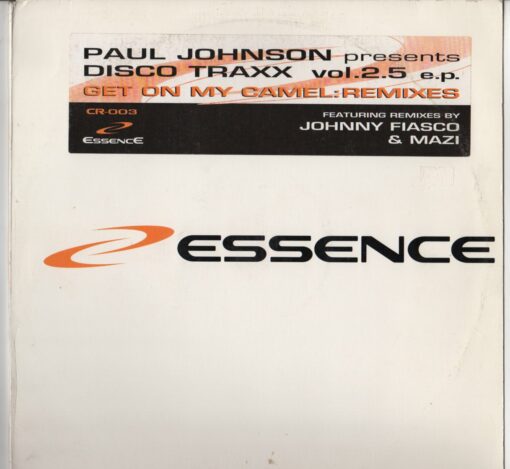 PAUL JOHNSON presents
DISCO TRAXX vol.2.5 e.p.
GET ON MY CAMEL:REMIXES
CR-003
ESSENCE
FEATURING REMIXES BY
JOHNNY FIASCO
& MAZI
ESSENCE